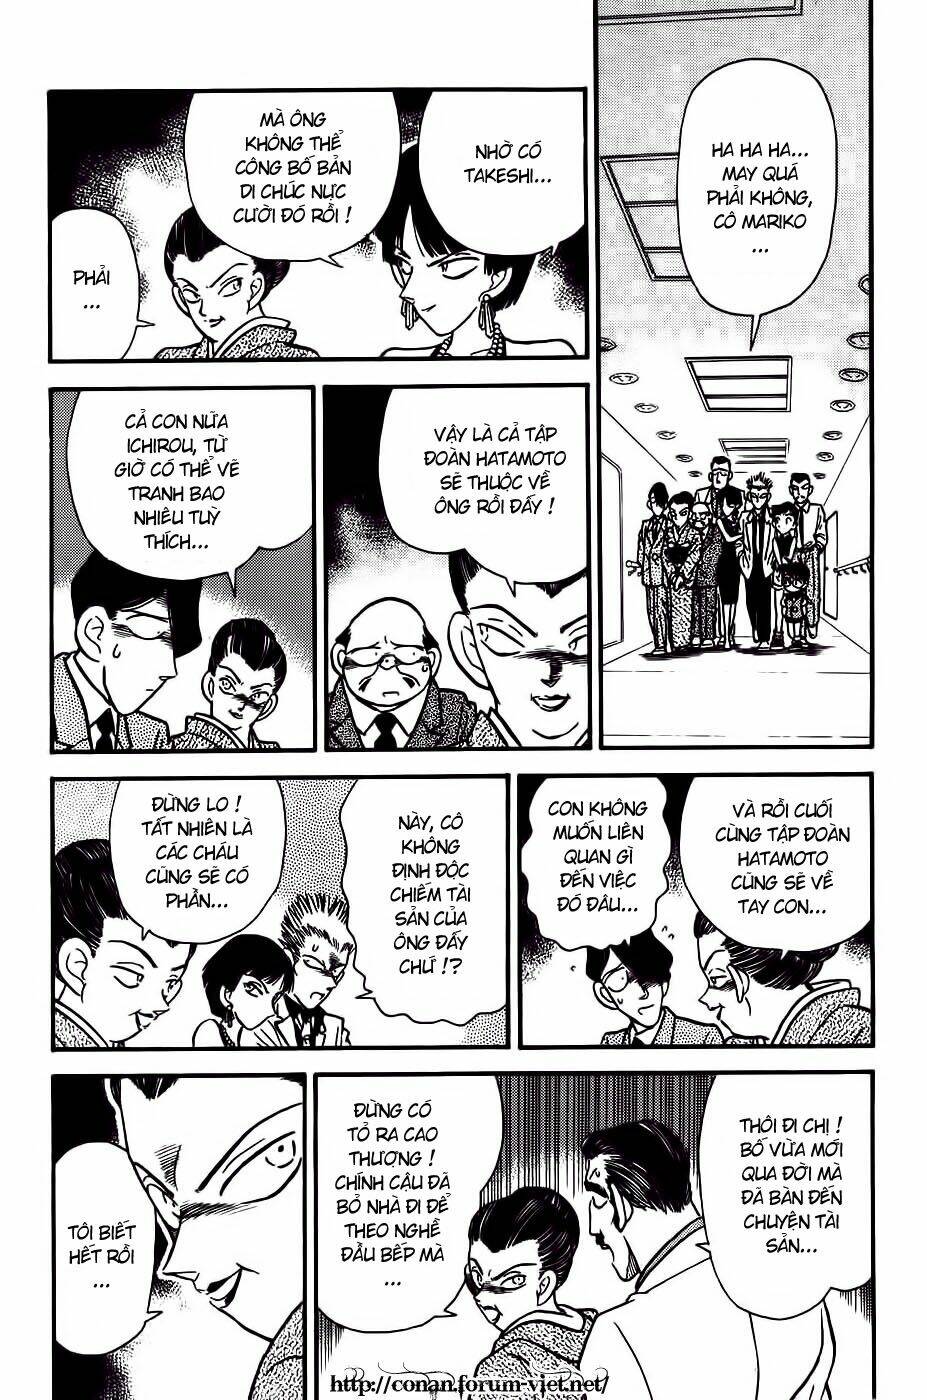 HA HA HA...
MAY QUÁ
PHẢI KHÔNG,
CÔ MARIKO
...
NHỜ CÓ
TAKESHI...
MÀ ÔNG
KHÔNG THỂ
CÔNG BỐ BẢN
DI CHÚC NỰC
CƯỜI ĐÓ RỒI !
PHẢI
...
VẬY LÀ CẢ TẬP
ĐOÀN HATAMOTO
SẼ THUỘC VỀ
ÔNG RỒI ĐẤY !
CẢ CON NỮA
ICHIROU, TỪ
GIỜ CÓ THỂ VẼ
TRANH BAO
NHIÊU TUỲ
THÍCH...
VÀ RỒI CUỐI
CÙNG TẬP ĐOÀN
HATAMOTO
CŨNG SẼ VỀ
TAY CON...
CON KHÔNG
MUỐN LIÊN
QUAN GÌ
ĐẾN VIỆC
ĐÓ ĐÂU...
NÀY, CÔ
KHÔNG
ĐỊNH ĐỘC
CHIẾM TÀI
SẢN CỦA
ÔNG ĐẤY
CHỨ !?
ĐỪNG LO !
TẤT NHIÊN LÀ
CÁC CHÁU
CŨNG SẼ CÓ
PHẦN...
THÔI ĐI CHỊ !
BỐ VỪA MỚI
QUA ĐỜI MÀ
ĐÃ BÀN ĐẾN
CHUYỆN TÀI
SẢN...
ĐỪNG CÓ
TỎ RA CAO
THƯỢNG !
CHÍNH CẬU ĐÃ
BỎ NHÀ ĐI ĐỂ
THEO NGHỀ
ĐẦU BẾP MÀ
...
TÔI BIẾT
HẾT RỒI
...
http://conan.forum-viet.net/